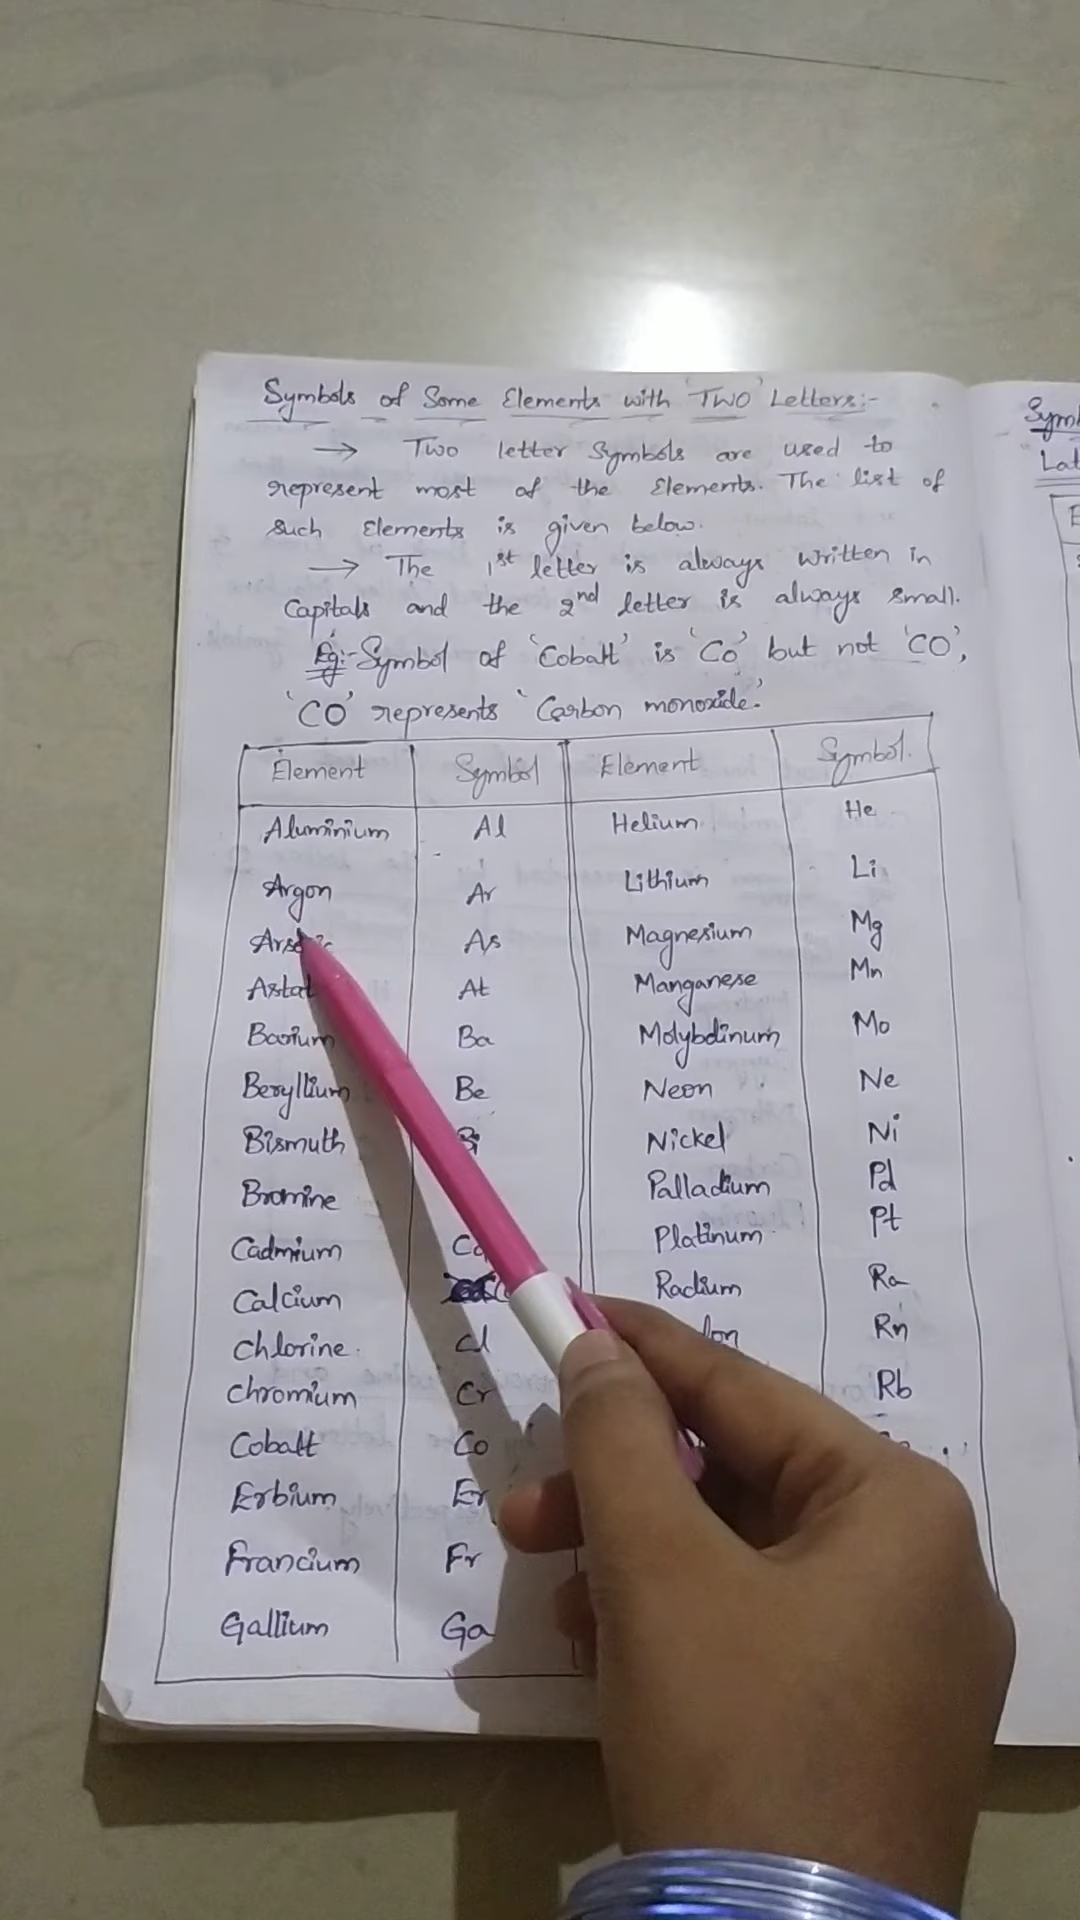 Symbols of Some Elements with 'TWO' Letters:-
→ Two letter Symbols are used to
represent most of the Elements. The list of
such Elements is given below.
→ The 1st letter is always written in
Capitals and the 2nd letter is always small.
Eg:- Symbol of 'Cobalt' is 'Co' but not 'CO',
'CO' represents 'Carbon monoxide.'
Element Symbol Element Symbol.
Aluminium Al Helium He
Argon Ar Lithium Li
As Magnesium Mg
At Manganese Mn
Barium Ba Molybdinum Mo
Beryllium Be Neon Ne
Bismuth Bi Nickel Ni
Bromine Palladium Pd
Cadmium Platinum Pt
Calcium Radium Ra
Chlorine Cl Rn
Chromium Cr Rb
Cobalt Co
Erbium Er
Francium Fr
Gallium Ga